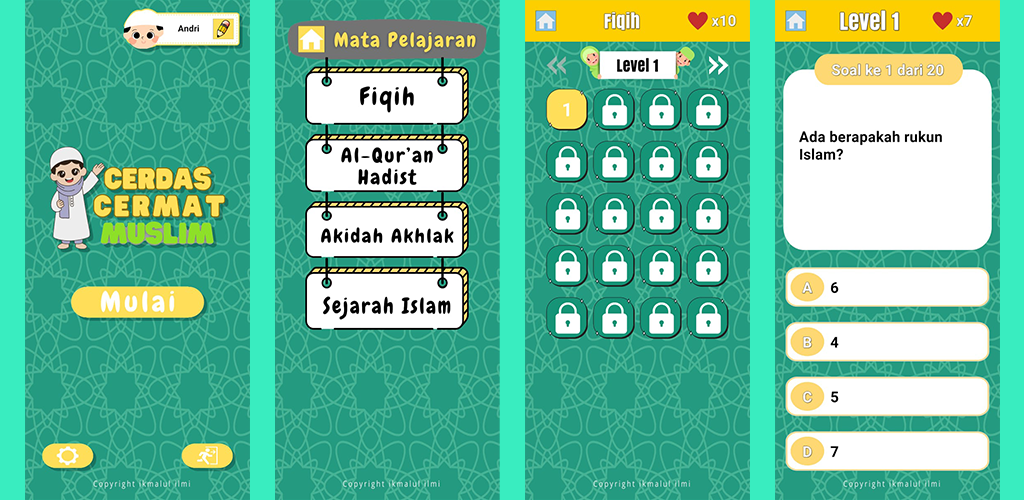 Andri
CERDAS
CERMAT
MUSLIM
Mulai
Copyright ikmalul ilmi
Mata Pelajaran
Fiqih
Al-Qur'an
Hadist
Akidah Akhlak
Sejarah Islam
Copyright ikmalul ilmi
Fiqih
x10
Level 1
1
Copyright ikmalul ilmi
Level 1
x7
Soal ke 1 dari 20
Ada berapakah rukun
Islam?
A 6
B 4
C 5
D 7
Copyright ikmalul ilmi